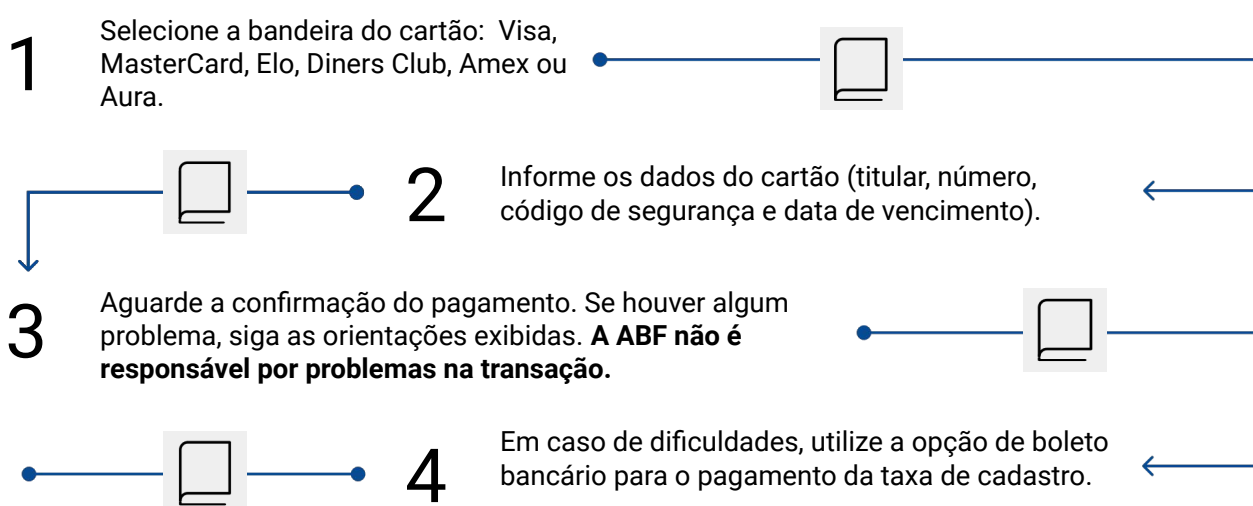 1
Selecione a bandeira do cartão: Visa,
MasterCard, Elo, Diners Club, Amex ou
Aura.
2
Informe os dados do cartão (titular, número,
código de segurança e data de vencimento).
3
Aguarde a confirmação do pagamento. Se houver algum
problema, siga as orientações exibidas. A ABF não é
responsável por problemas na transação.
4
Em caso de dificuldades, utilize a opção de boleto
bancário para o pagamento da taxa de cadastro.